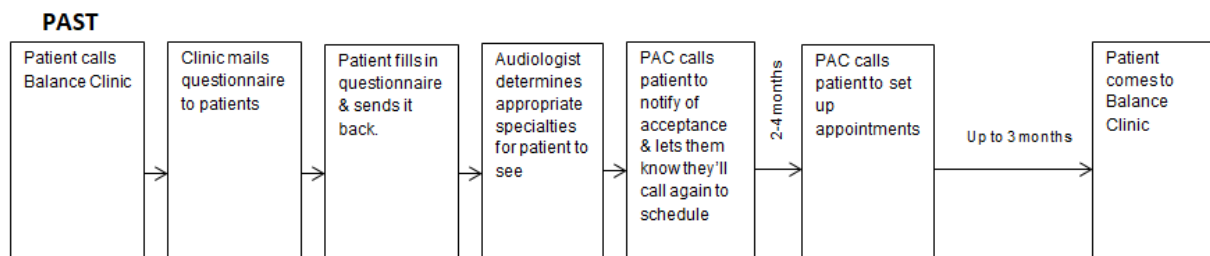 PAST
Patient calls
Balance Clinic
Clinic mails
questionnaire
to patients
Patient fills in
questionnaire
& sends it
back.
Audiologist
determines
appropriate
specialties
for patient to
see
PAC calls
patient to
notify of
acceptance
& lets them
know they'll
call again to
schedule
2-4 months
PAC calls
patient to set
up
appointments
Up to 3 months
Patient
comes to
Balance
Clinic